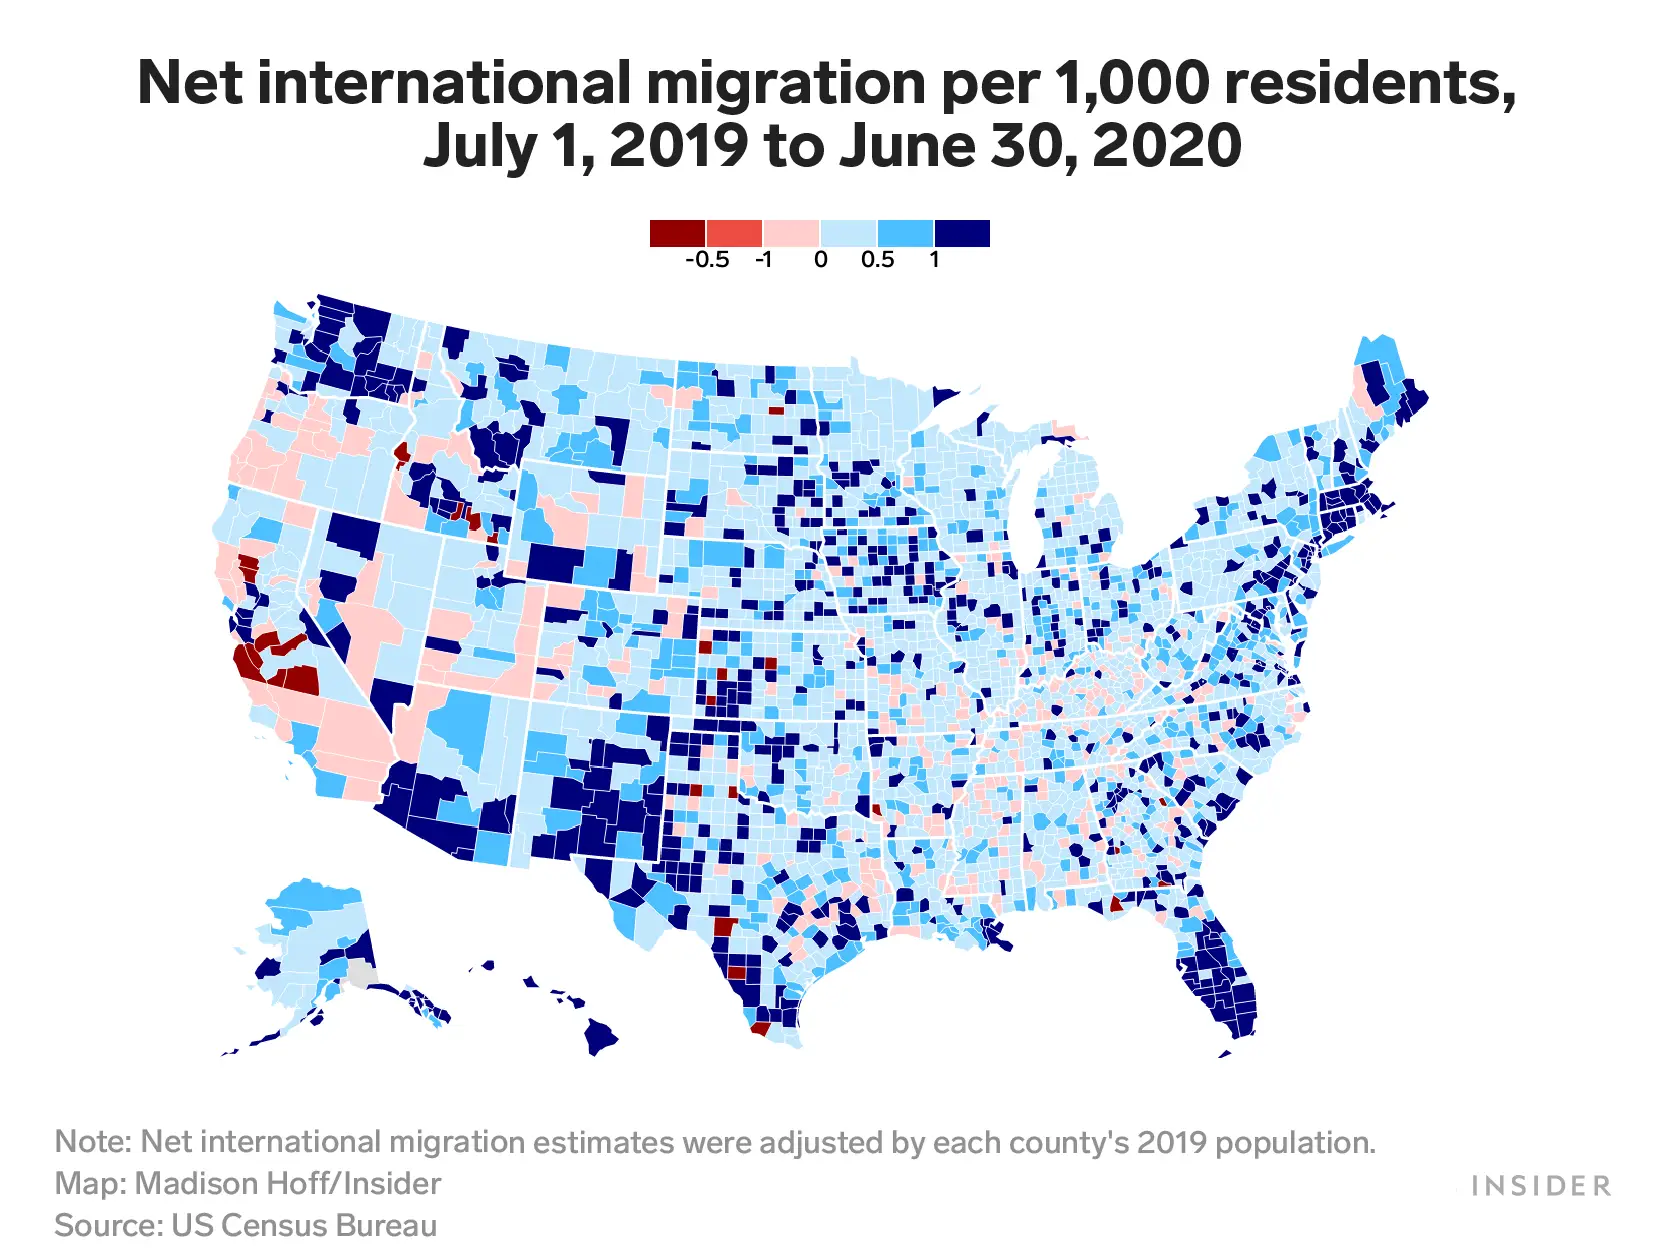 Net international migration per 1,000 residents,
July 1, 2019 to June 30, 2020
-0.5 -1 0 0.5 1
Note: Net international migration estimates were adjusted by each county's 2019 population.
Map: Madison Hoff/Insider
INSIDER
Source: US Census Bureau